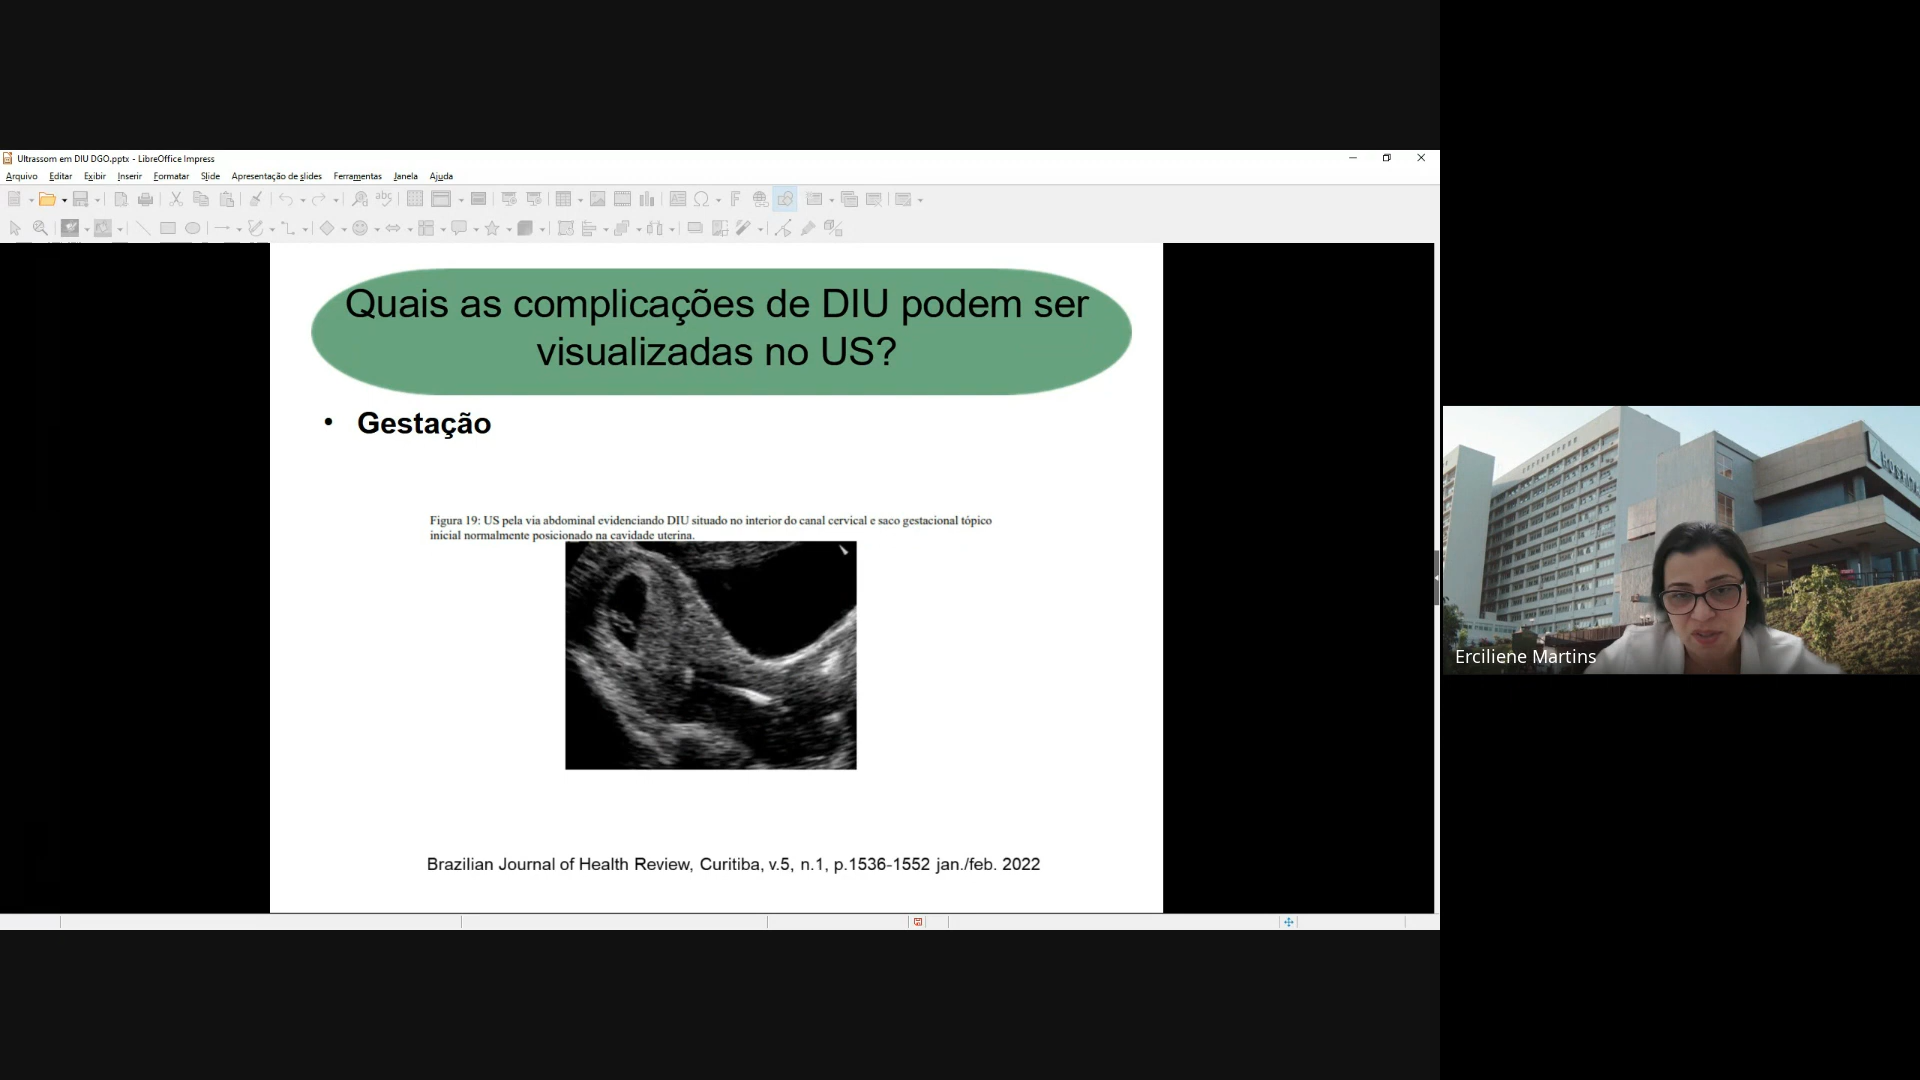 Ultrassom em DIU DGO.pptx - LibreOffice Impress
Arquivo Editar Exibir Inserir Formatar Slide Apresentação de slides Ferramentas Janela Ajuda
Quais as complicações de DIU podem ser
visualizadas no US?
• Gestação
Figura 19: US pela via abdominal evidenciando DIU situado no interior do canal cervical e saco gestacional tópico
inicial normalmente posicionado na cavidade uterina.
Brazilian Journal of Health Review, Curitiba, v.5, n.1, p.1536-1552 jan./feb. 2022
Erciliene Martins